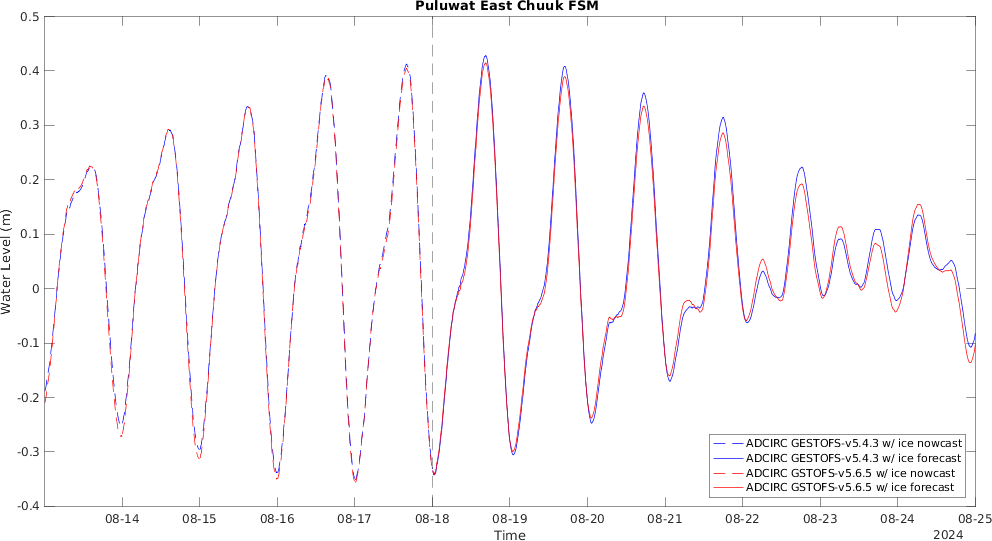 Puluwat East Chuuk FSM
0.5
0.4
0.3
0.2
0.1
0
-0.1
-0.2
-0.3
-0.4
Water Level (m)
ADCIRC GESTOFS-v5.4.3 w/ ice nowcast
ADCIRC GESTOFS-v5.4.3 w/ ice forecast
ADCIRC GSTOFS-v5.6.5 w/ ice nowcast
ADCIRC GSTOFS-v5.6.5 w/ ice forecast
08-14 08-15 08-16 08-17 08-18 08-19 08-20 08-21 08-22 08-23 08-24 08-25
Time
2024